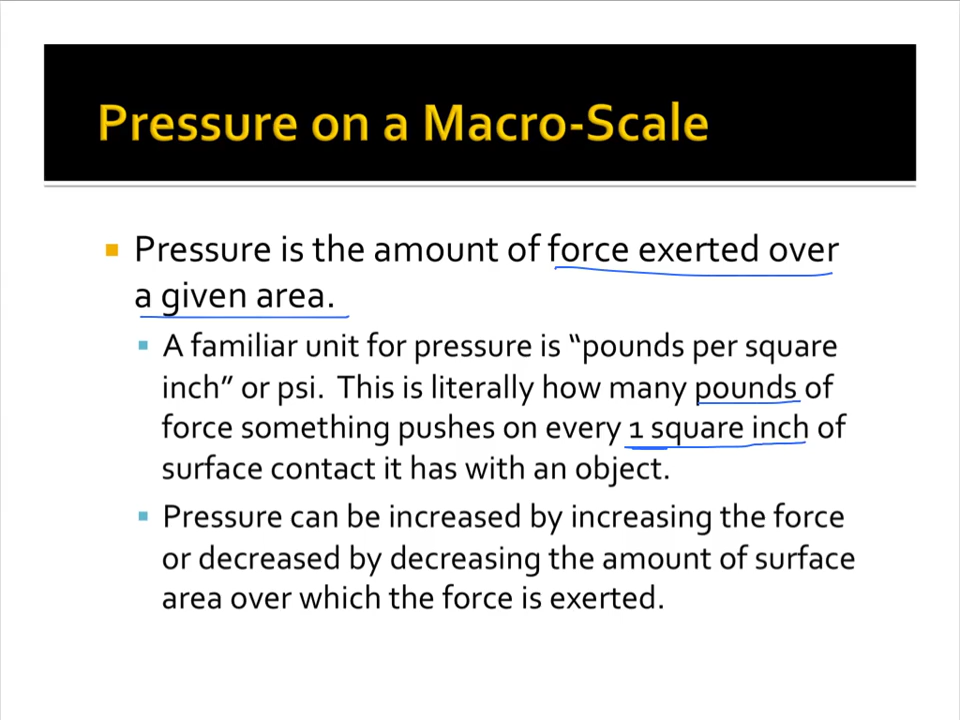 Pressure on a Macro-Scale
Pressure is the amount of force exerted over
a given area.
A familiar unit for pressure is “pounds per square
inch” or psi. This is literally how many pounds of
force something pushes on every 1 square inch of
surface contact it has with an object.
Pressure can be increased by increasing the force
or decreased by decreasing the amount of surface
area over which the force is exerted.